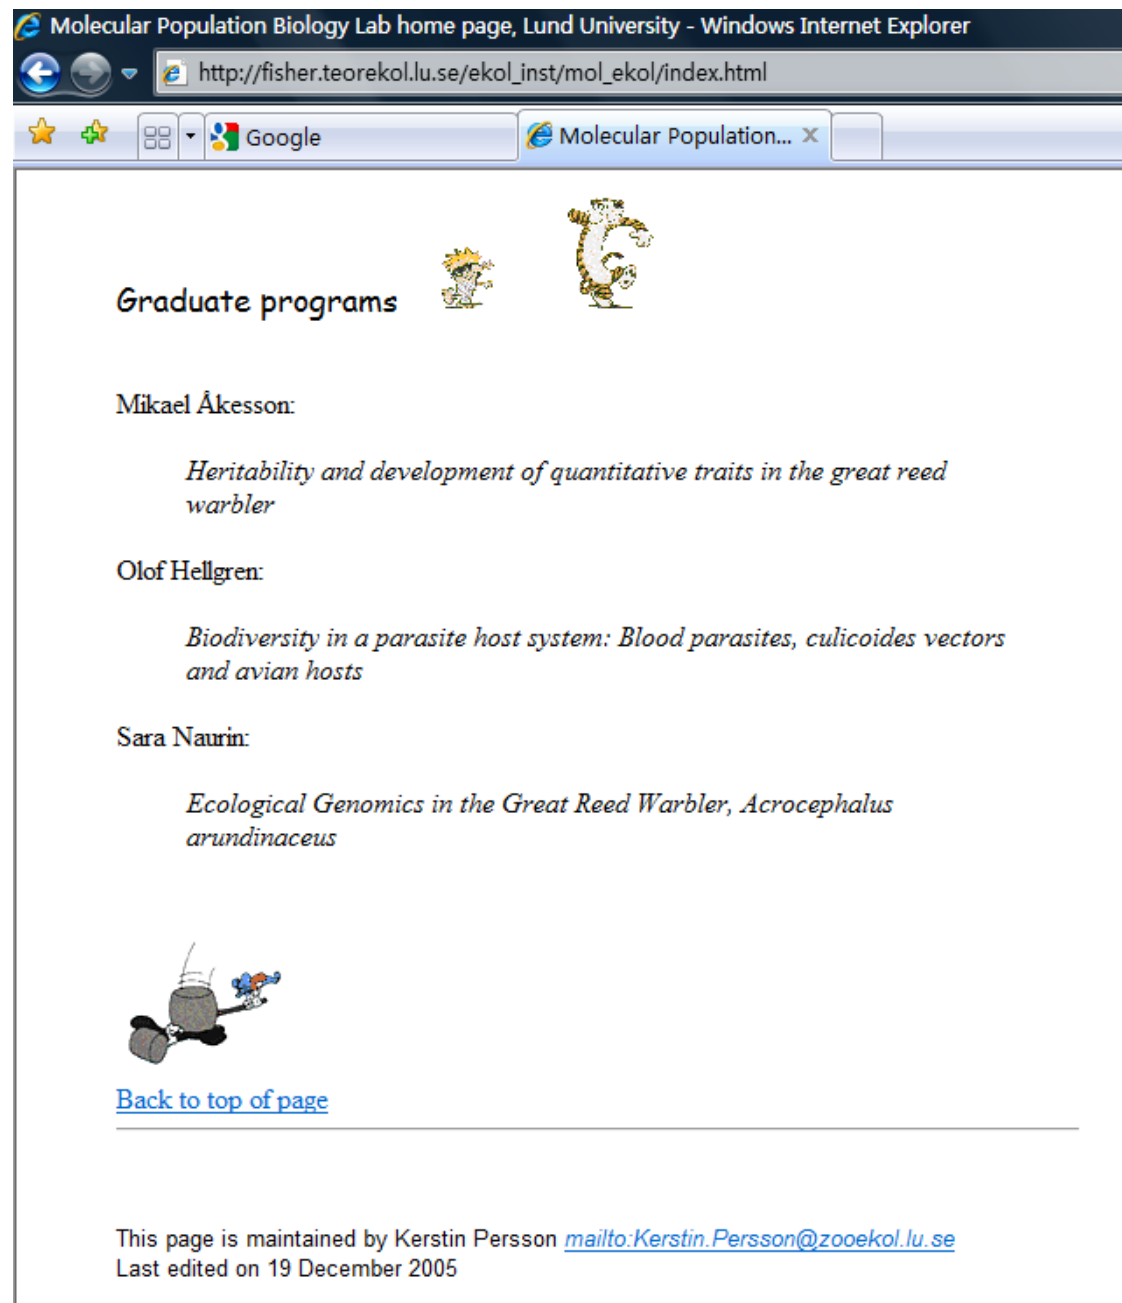 Molecular Population Biology Lab home page, Lund University - Windows Internet Explorer
http://fisher.teorekol.lu.se/ekol_inst/mol_ekol/index.html
Google
Molecular Population...
Graduate programs
Mikael Åkesson:
Heritability and development of quantitative traits in the great reed
warbler
Olof Hellgren:
Biodiversity in a parasite host system: Blood parasites, culicoides vectors
and avian hosts
Sara Naurin:
Ecological Genomics in the Great Reed Warbler, Acrocephalus
arundinaceus
Back to top of page
This page is maintained by Kerstin Persson mailto:Kerstin.Persson@zooekol.lu.se
Last edited on 19 December 2005